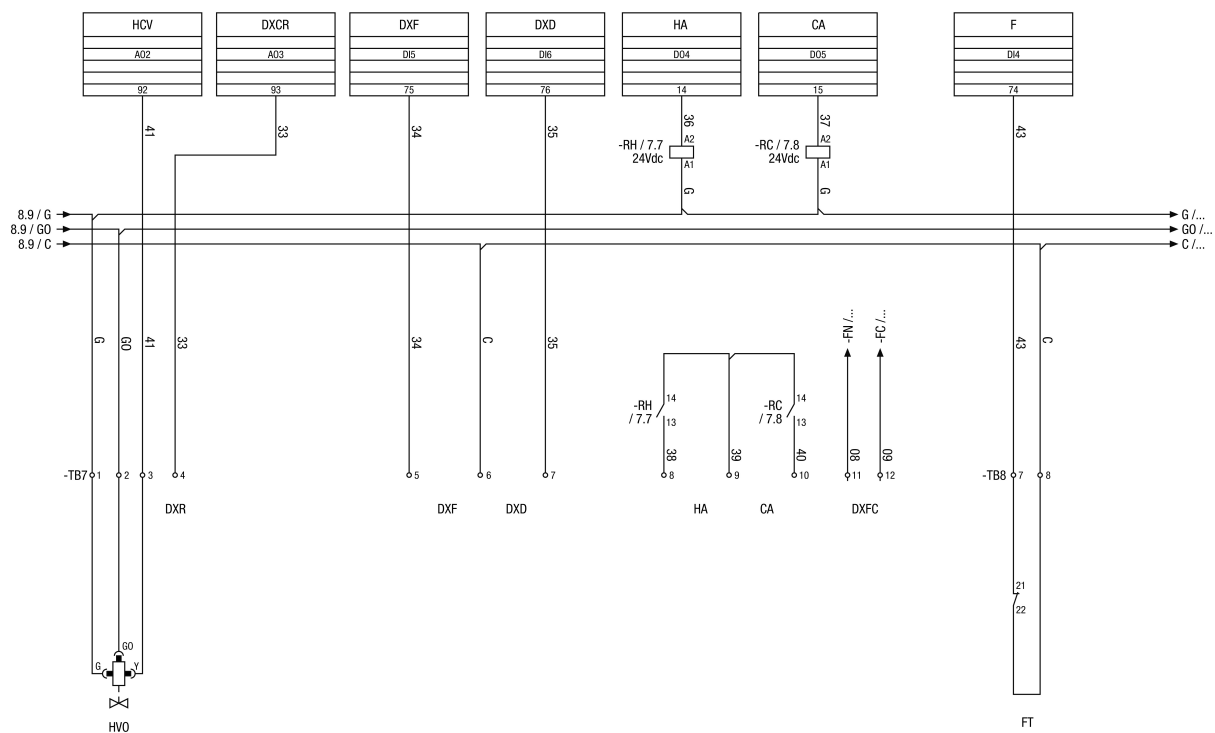 HCV DXCR DXF DXD HA CA F
A02 A03 DI5 DI6 D04 D05 DI4
92 93 75 76 14 15 74
41 33 34 35 36 37 43
A2 A2
-RH / 7.7 -RC / 7.8
24Vdc 24Vdc
A1 A1
G G
8.9 / G G /...
8.9 / GO GO /...
8.9 / C C /...
-FN /... -FC /...
G GO 41 33 34 C 35 43 C
14 14
-RH -RC
/ 7.7 / 7.8
13 13
38 39 40 08 09
-TB7 1 2 3 4 5 6 7 8 9 10 11 12 -TB8 7 8
DXR DXF DXD HA CA DXFC
21
22
GO
G Y
HVO FT